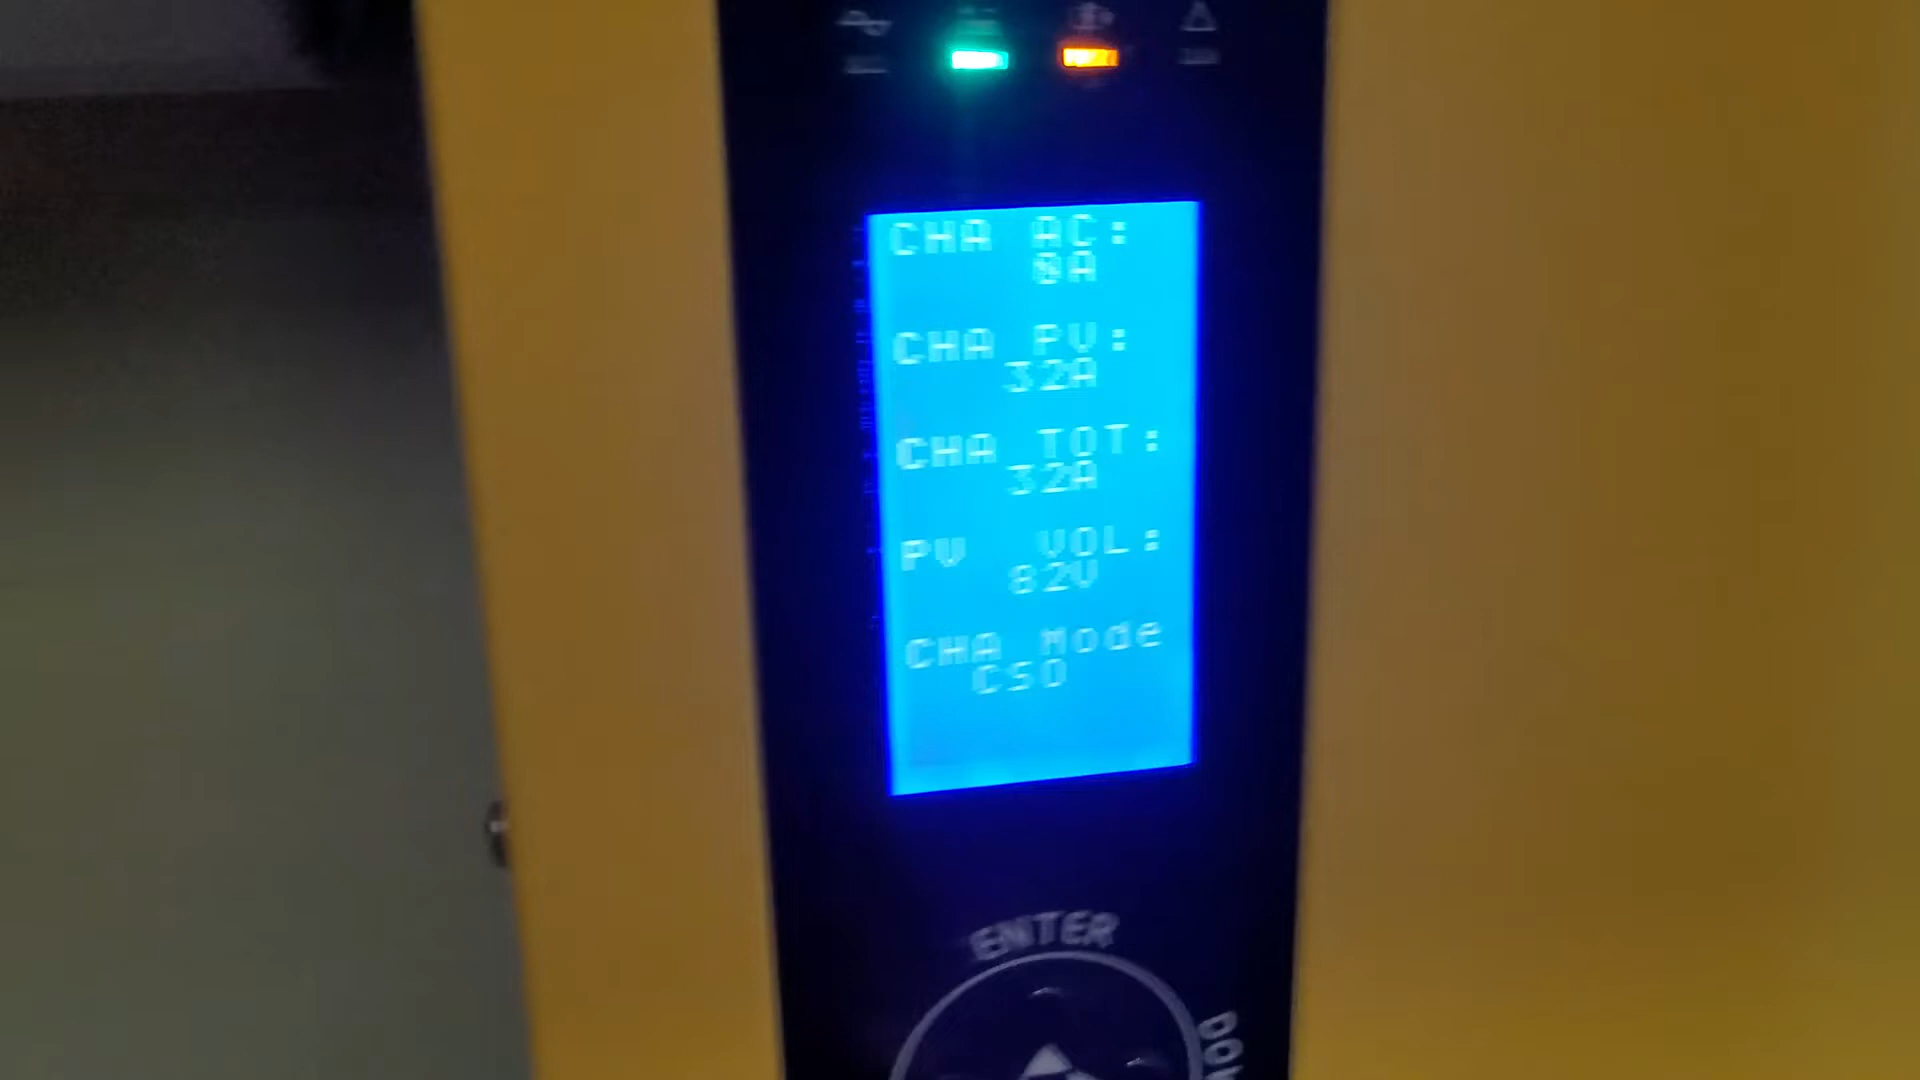 CHA AC:
0A
CHA PV:
32A
CHA TOT:
32A
PV VOL:
82V
CHA Mode
CSO
ENTER